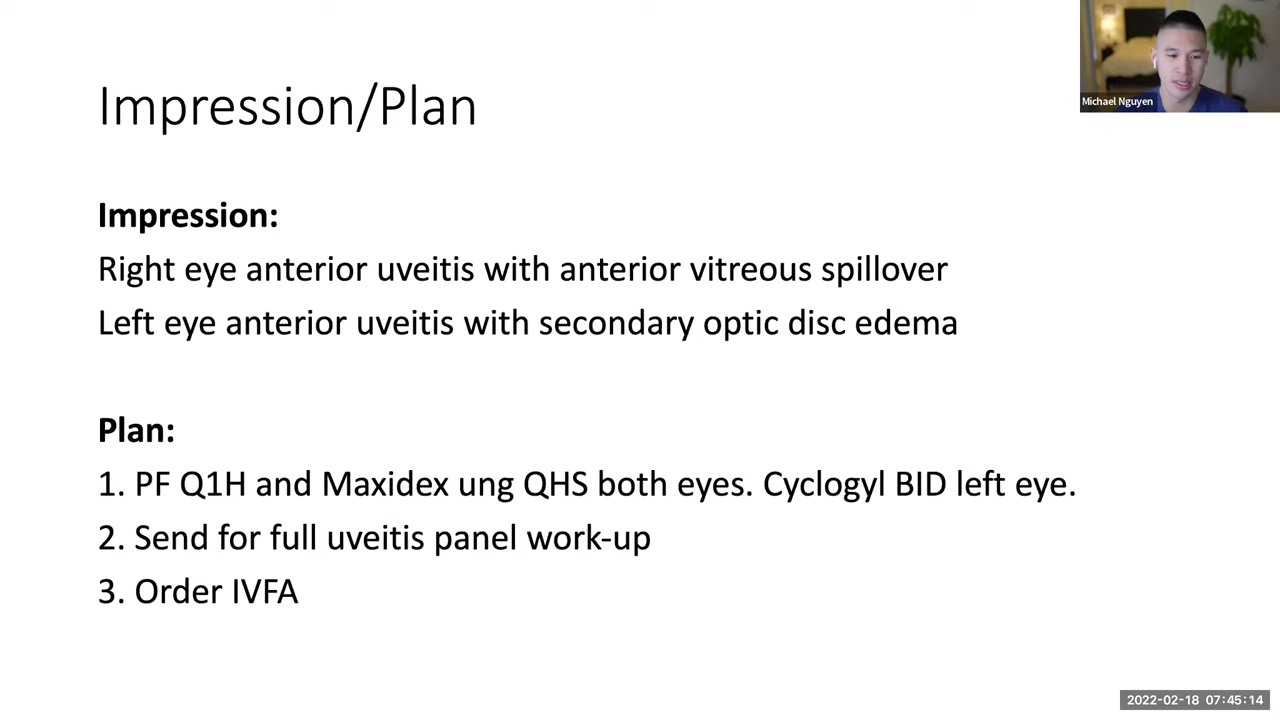 Impression/Plan
Michael Nguyen
Impression:
Right eye anterior uveitis with anterior vitreous spillover
Left eye anterior uveitis with secondary optic disc edema
Plan:
1. PF Q1H and Maxidex ung QHS both eyes. Cyclogyl BID left eye.
2. Send for full uveitis panel work-up
3. Order IVFA
2022-02-18 07:45:14